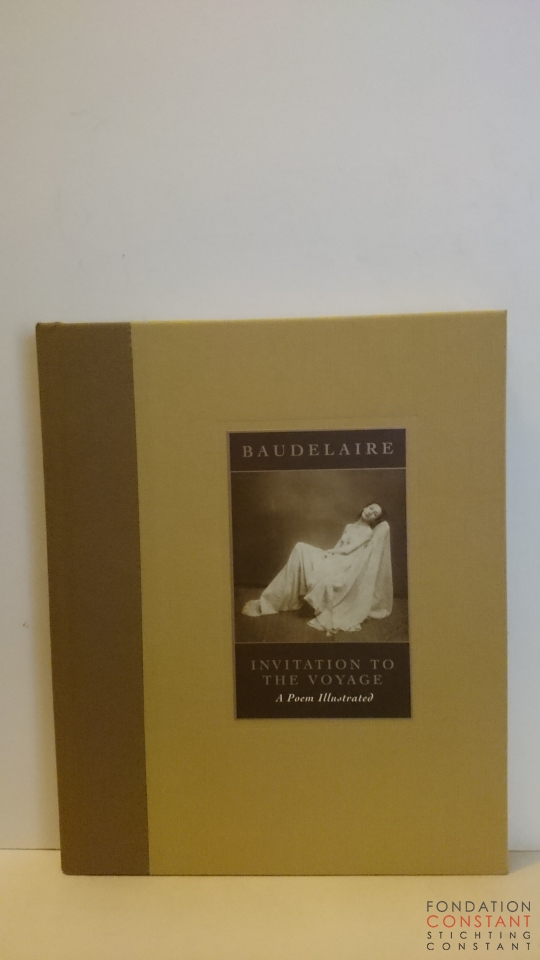 BAUDELAIRE
INVITATION TO
THE VOYAGE
A Poem Illustrated
FONDATION
CONSTANT
STICHTING
CONSTANT